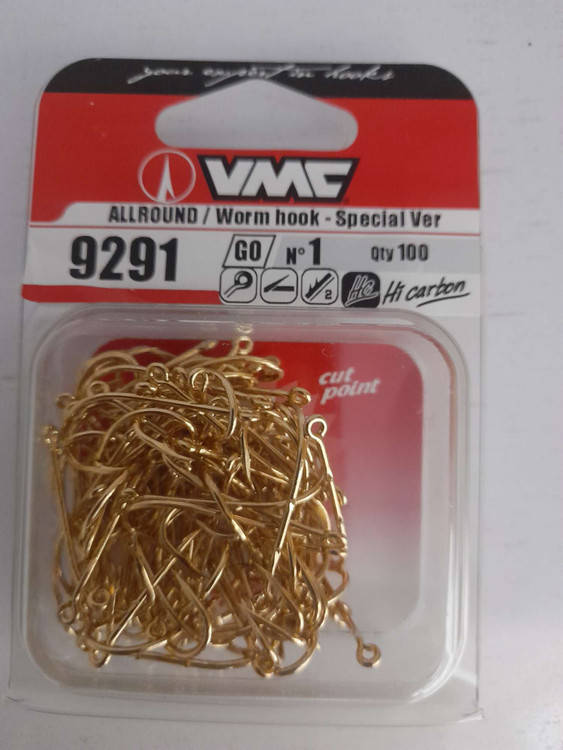 your expert in hooks
VMC
ALLROUND / Worm hook - Special Ver
9291 GO N° 1 Qty 100
2 HC Hi carbon
cut
point